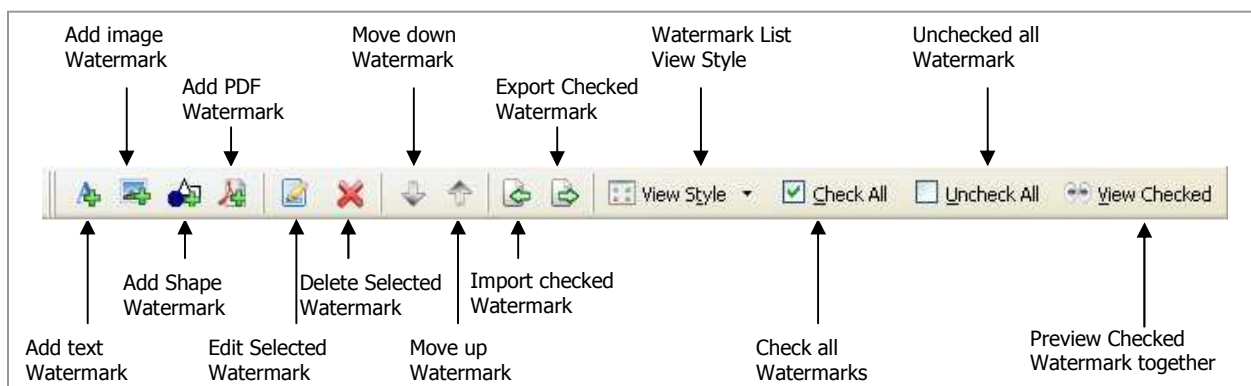 Add image
Watermark
Move down
Watermark
Watermark List
View Style
Unchecked all
Watermark
Add PDF
Watermark
Export Checked
Watermark
View Style
Check All
Uncheck All
View Checked
Add Shape
Watermark
Delete Selected
Watermark
Import checked
Watermark
Add text
Watermark
Edit Selected
Watermark
Move up
Watermark
Check all
Watermarks
Preview Checked
Watermark together